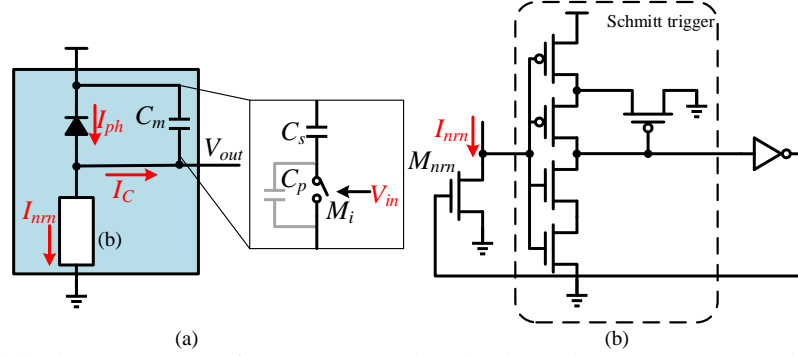 Schmitt trigger
I_ph
C_m
V_out
I_C
I_nrn
(b)
C_s
C_p
M_i
V_in
I_nrn
M_nrn
(a)
(b)